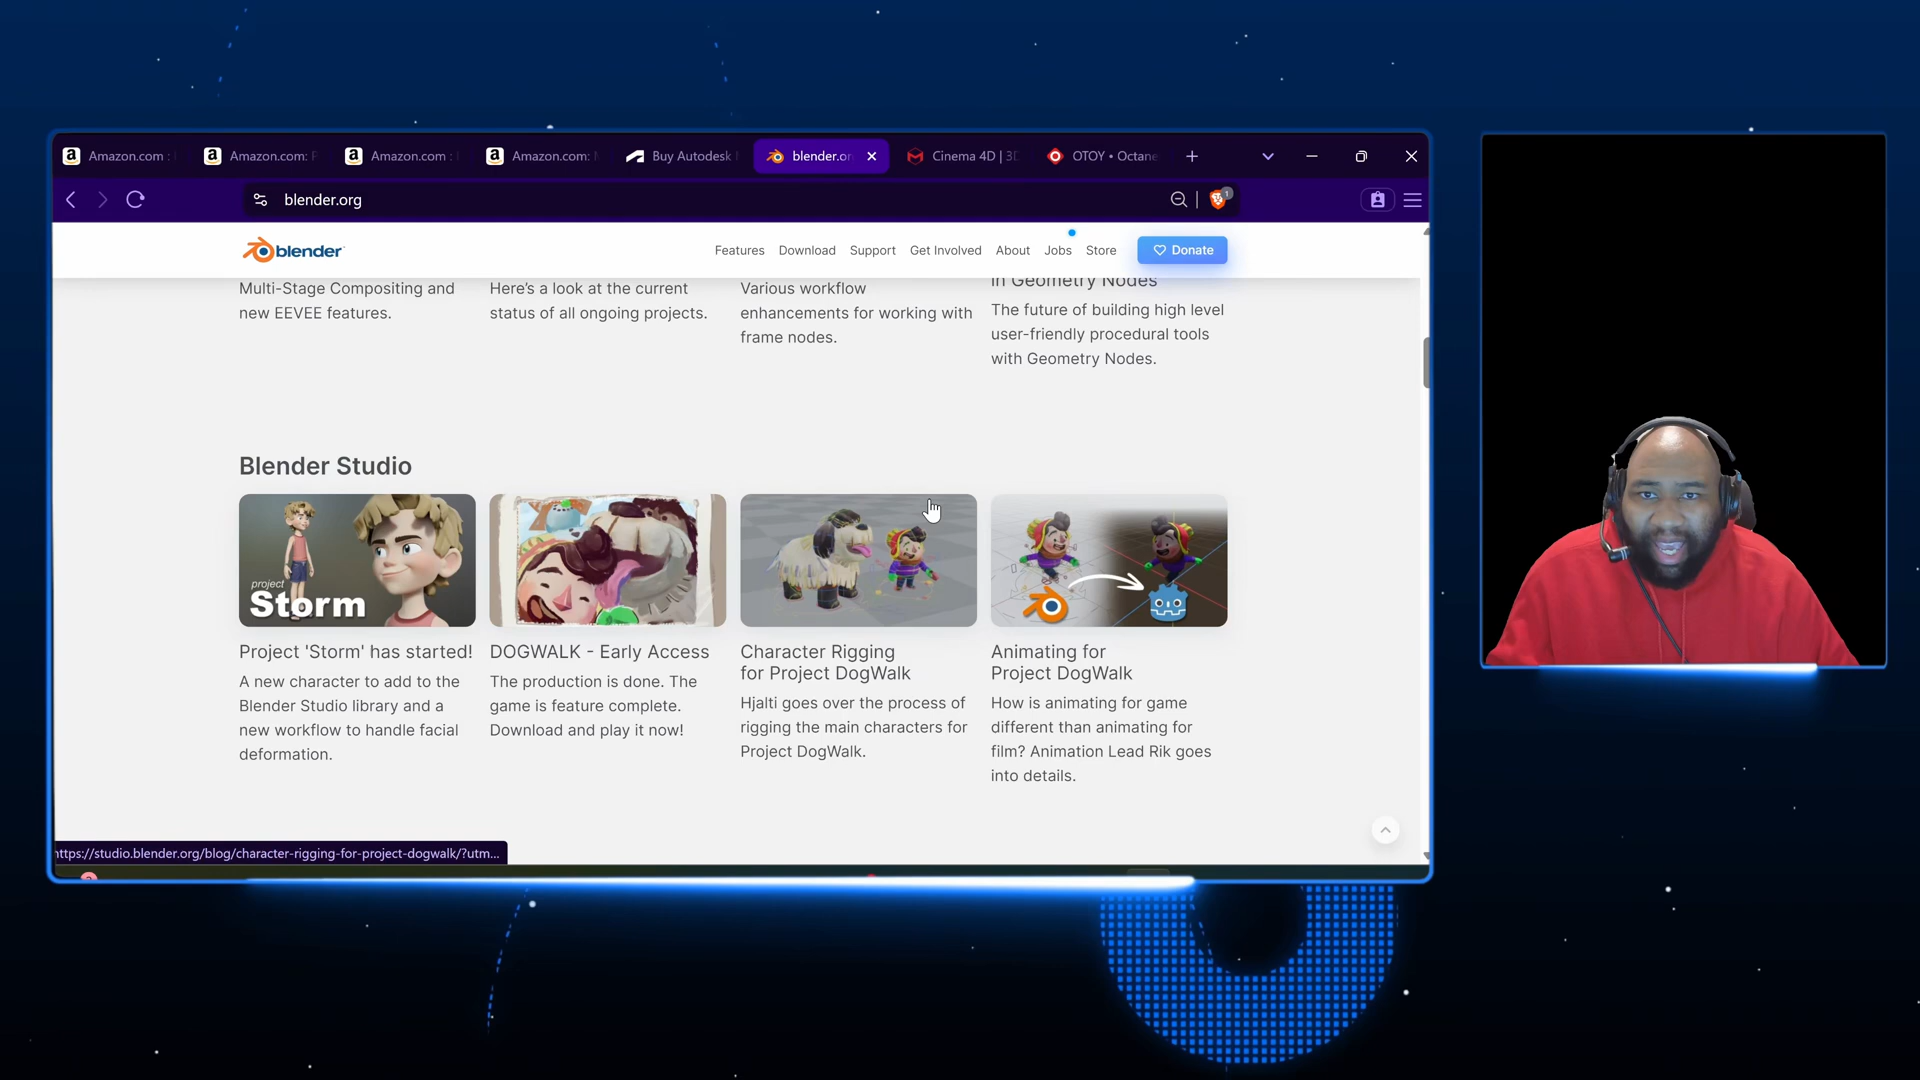 Amazon.com :
Amazon.com: P
Amazon.com :
Amazon.com:
Buy Autodesk
blender.or
Cinema 4D | 3D
OTOY • Octane
blender.org
1
blender
Features
Download
Support
Get Involved
About
Jobs
Store
Donate
Multi-Stage Compositing and
new EEVEE features.
Here's a look at the current
status of all ongoing projects.
Various workflow
enhancements for working with
frame nodes.
in Geometry Nodes
The future of building high level
user-friendly procedural tools
with Geometry Nodes.
Blender Studio
project
Storm
Project 'Storm' has started!
A new character to add to the
Blender Studio library and a
new workflow to handle facial
deformation.
DOGWALK - Early Access
The production is done. The
game is feature complete.
Download and play it now!
Character Rigging
for Project DogWalk
Hjalti goes over the process of
rigging the main characters for
Project DogWalk.
Animating for
Project DogWalk
How is animating for game
different than animating for
film? Animation Lead Rik goes
into details.
https://studio.blender.org/blog/character-rigging-for-project-dogwalk/?utm...